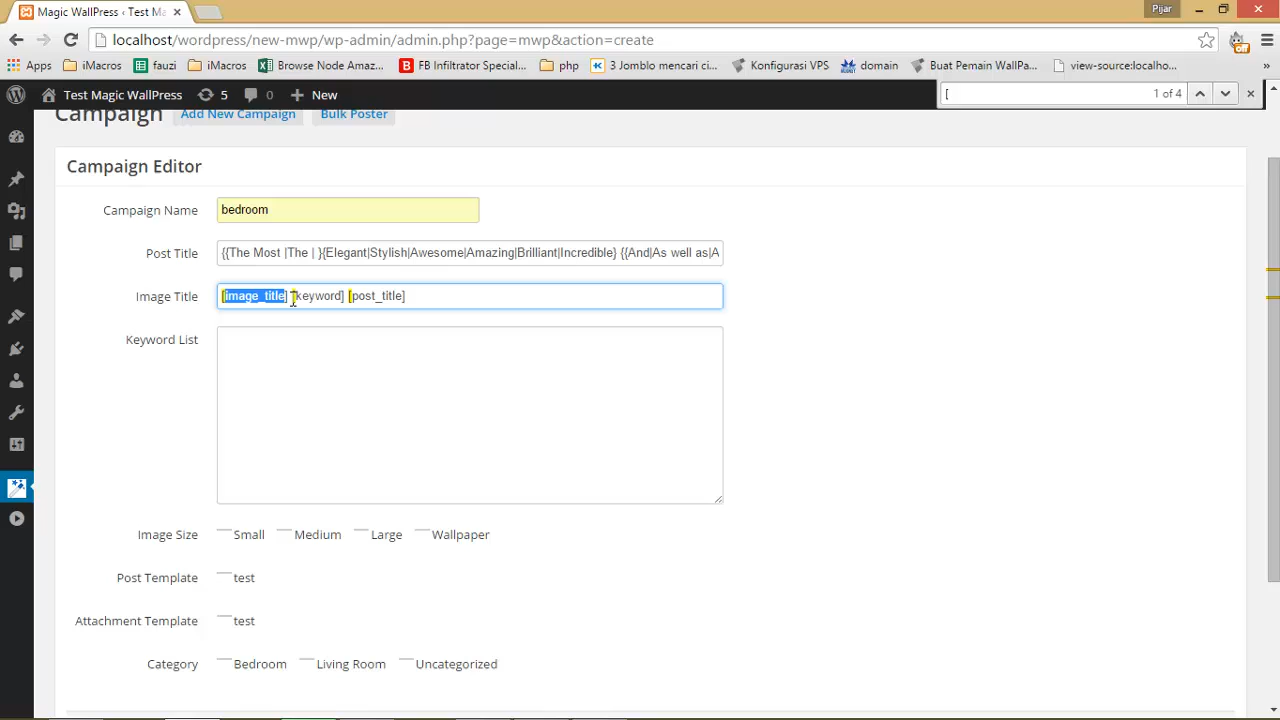 Magic WallPress ‹ Test Ma
Pijar
localhost/wordpress/new-mwp/wp-admin/admin.php?page=mwp&action=create
Apps iMacros fauzi iMacros Browse Node Amaz... FB Infiltrator Special... php 3 Jomblo mencari ci... Konfigurasi VPS domain Buat Pemain WallPa... view-source:localho... »
off
Test Magic WallPress 5 0 New
[ 1 of 4
Campaign Add New Campaign Bulk Poster
Campaign Editor
Campaign Name bedroom
Post Title {{The Most |The | }{Elegant|Stylish|Awesome|Amazing|Brilliant|Incredible} {{And|As well as|A
Image Title [image_title] [keyword] [post_title]
Keyword List
Image Size Small Medium Large Wallpaper
Post Template test
Attachment Template test
Category Bedroom Living Room Uncategorized